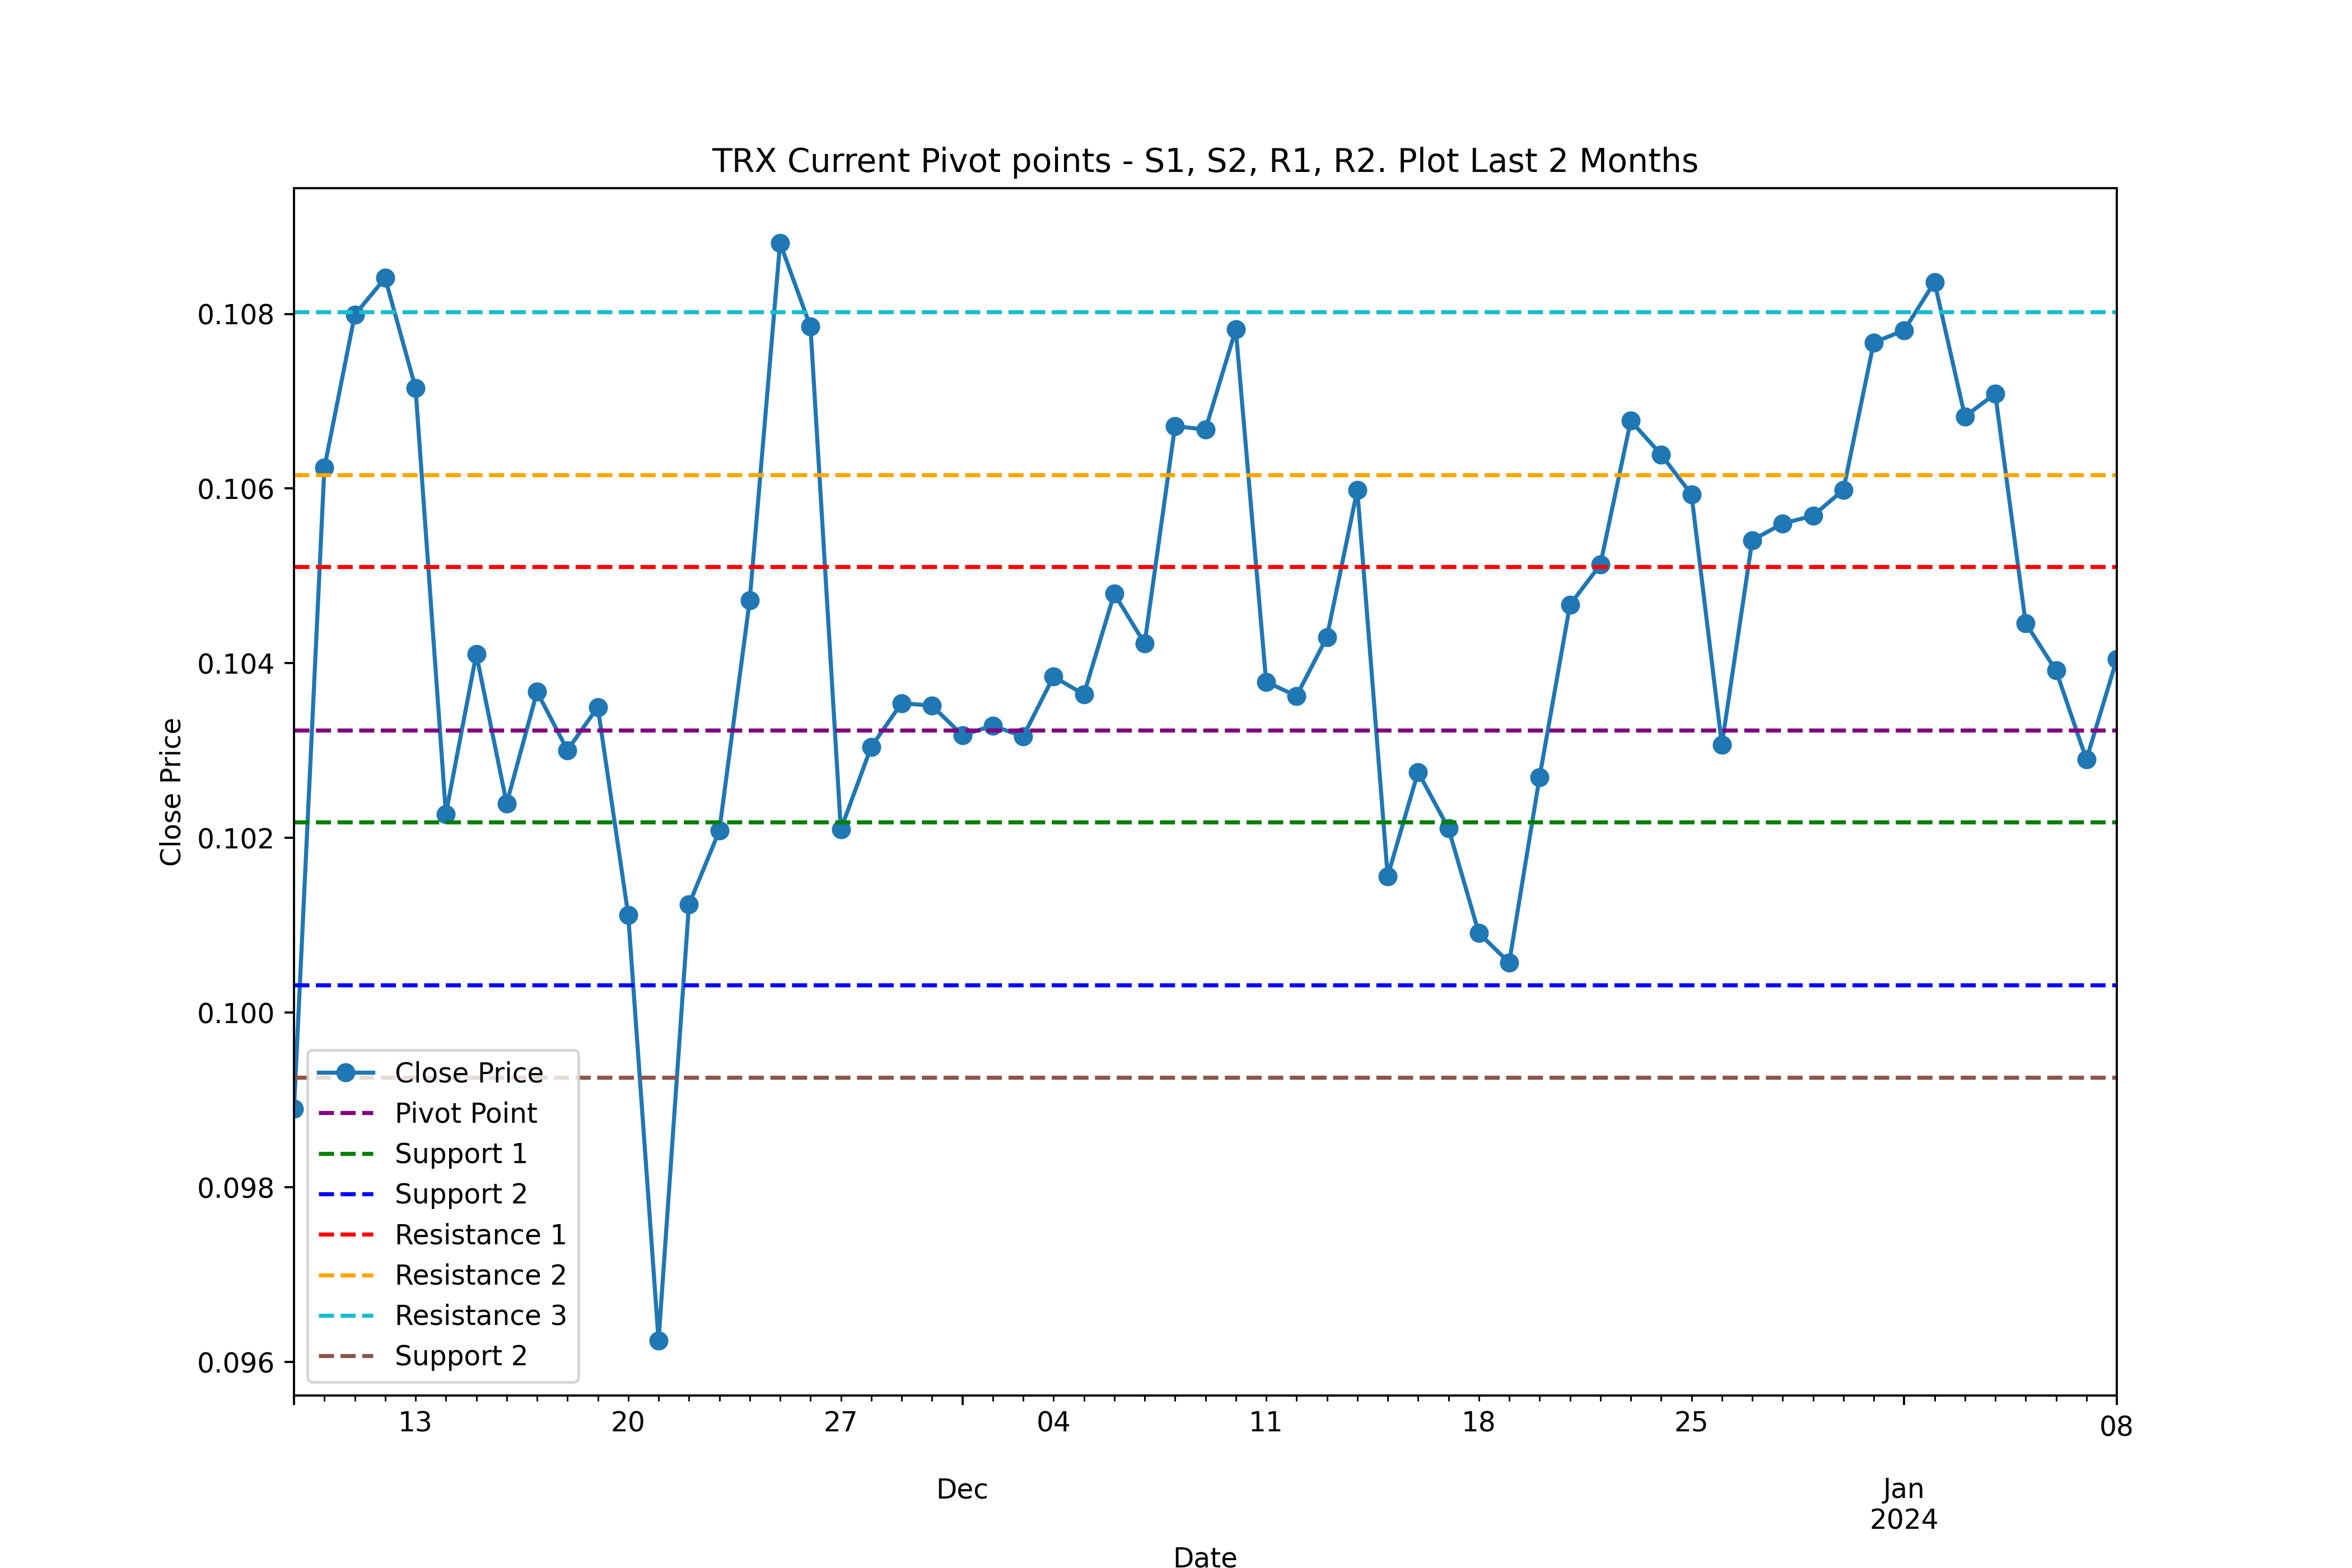 TRX Current Pivot points - S1, S2, R1, R2. Plot Last 2 Months
Close Price
0.108
0.106
0.104
0.102
0.100
0.098
0.096
Close Price
Pivot Point
Support 1
Support 2
Resistance 1
Resistance 2
Resistance 3
Support 2
13 20 27 04 11 18 25 08
Dec Jan
2024
Date